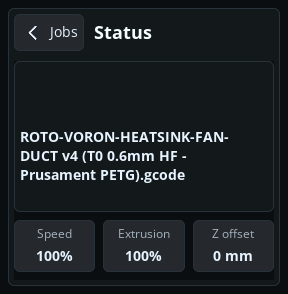 Jobs Status
ROTO-VORON-HEATSINK-FAN-
DUCT v4 (T0 0.6mm HF -
Prusament PETG).gcode
Speed Extrusion Z offset
100% 100% 0 mm